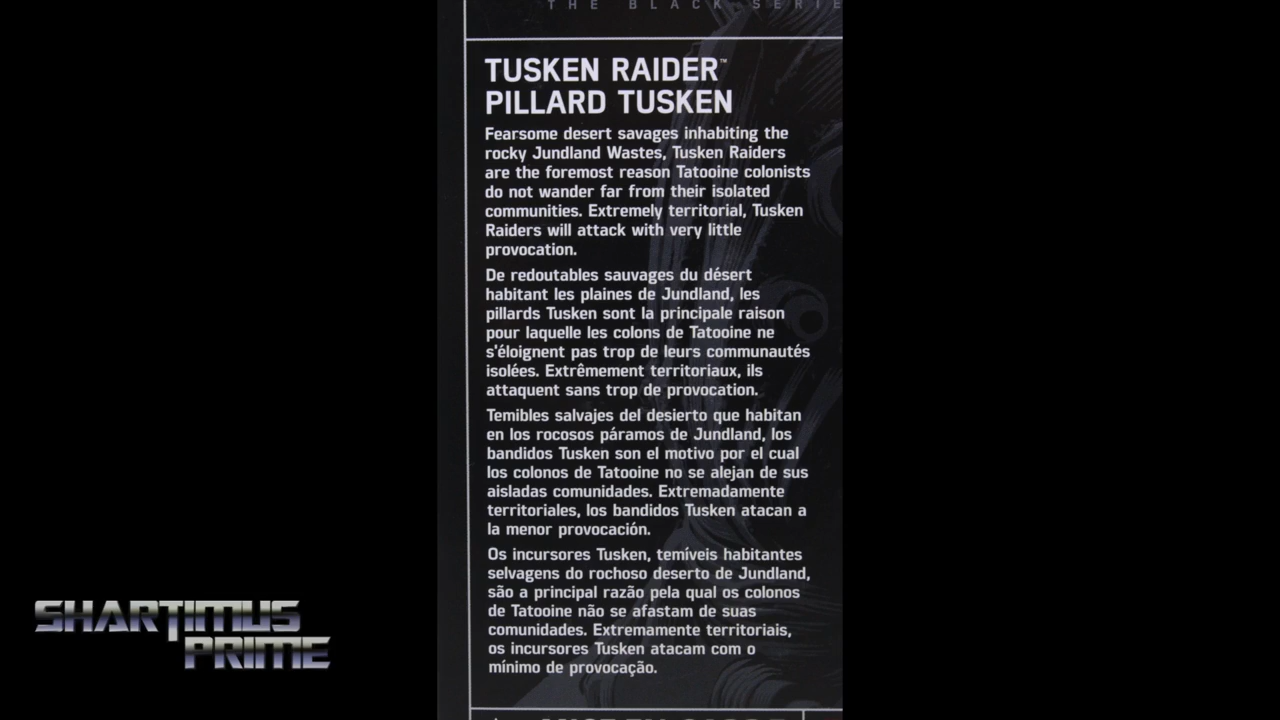 THE BLACK SERIE
TUSKEN RAIDER™
PILLARD TUSKEN
Fearsome desert savages inhabiting the
rocky Jundland Wastes, Tusken Raiders
are the foremost reason Tatooine colonists
do not wander far from their isolated
communities. Extremely territorial, Tusken
Raiders will attack with very little
provocation.
De redoutables sauvages du désert
habitant les plaines de Jundland, les
pillards Tusken sont la principale raison
pour laquelle les colons de Tatooine ne
s'éloignent pas trop de leurs communautés
isolées. Extrêmement territoriaux, ils
attaquent sans trop de provocation.
Temibles salvajes del desierto que habitan
en los rocosos páramos de Jundland, los
bandidos Tusken son el motivo por el cual
los colonos de Tatooine no se alejan de sus
aisladas comunidades. Extremadamente
territoriales, los bandidos Tusken atacan a
la menor provocación.
Os incursores Tusken, temíveis habitantes
selvagens do rochoso deserto de Jundland,
são a principal razão pela qual os colonos
de Tatooine não se afastam de suas
comunidades. Extremamente territoriais,
os incursores Tusken atacam com o
mínimo de provocação.
SHARTIMUS
PRIME